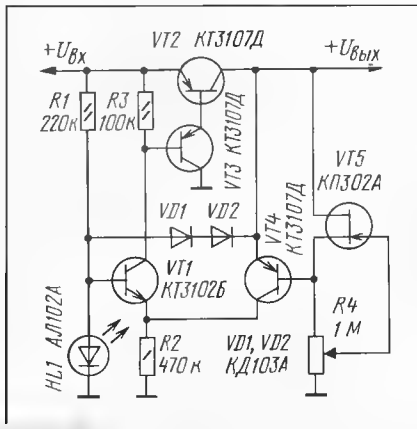 +Uвх VT2 КТ3107Д +Uвых
R1 220к
R3 100к
VT3 КТ3107Д
VD1 VD2
VT4 КТ3107Д
VT5 КП302А
VT1 КТ3102Б
HL1 АЛ102А
R2 470 к
VD1, VD2 КД103А
R4 1 М